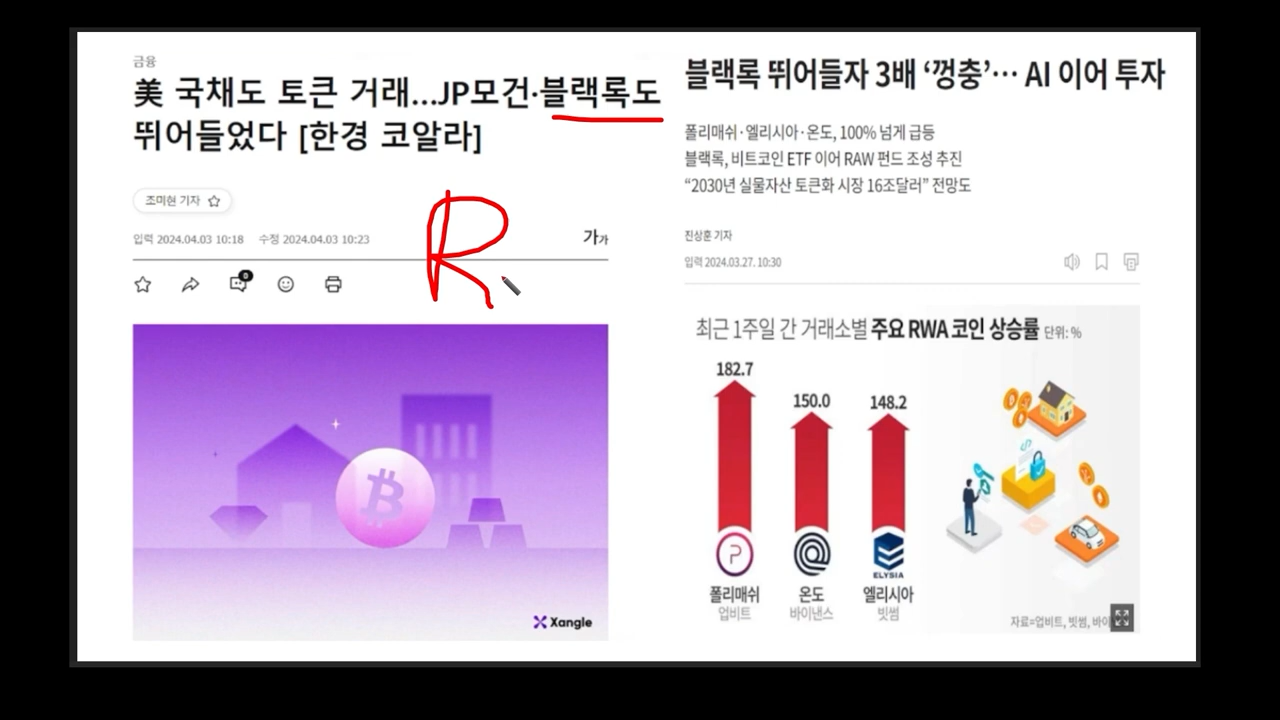 금융
美 국채도 토큰 거래...JP모건·블랙록도
뛰어들었다 [한경 코알라]
조미현 기자
입력 2024.04.03 10:18 수정 2024.04.03 10:23
가가
0
R
Xangle
블랙록 뛰어들자 3배 ‘껑충’… AI 이어 투자
폴리매쉬·엘리시아·온도, 100% 넘게 급등
블랙록, 비트코인 ETF 이어 RAW 펀드 조성 추진
“2030년 실물자산 토큰화 시장 16조달러” 전망도
진상훈 기자
입력 2024.03.27. 10:30
최근 1주일 간 거래소별 주요 RWA 코인 상승률 단위: %
182.7
150.0
148.2
ELYSIA
폴리매쉬 온도 엘리시아
업비트 바이낸스 빗썸
자료=업비트, 빗썸, 바이